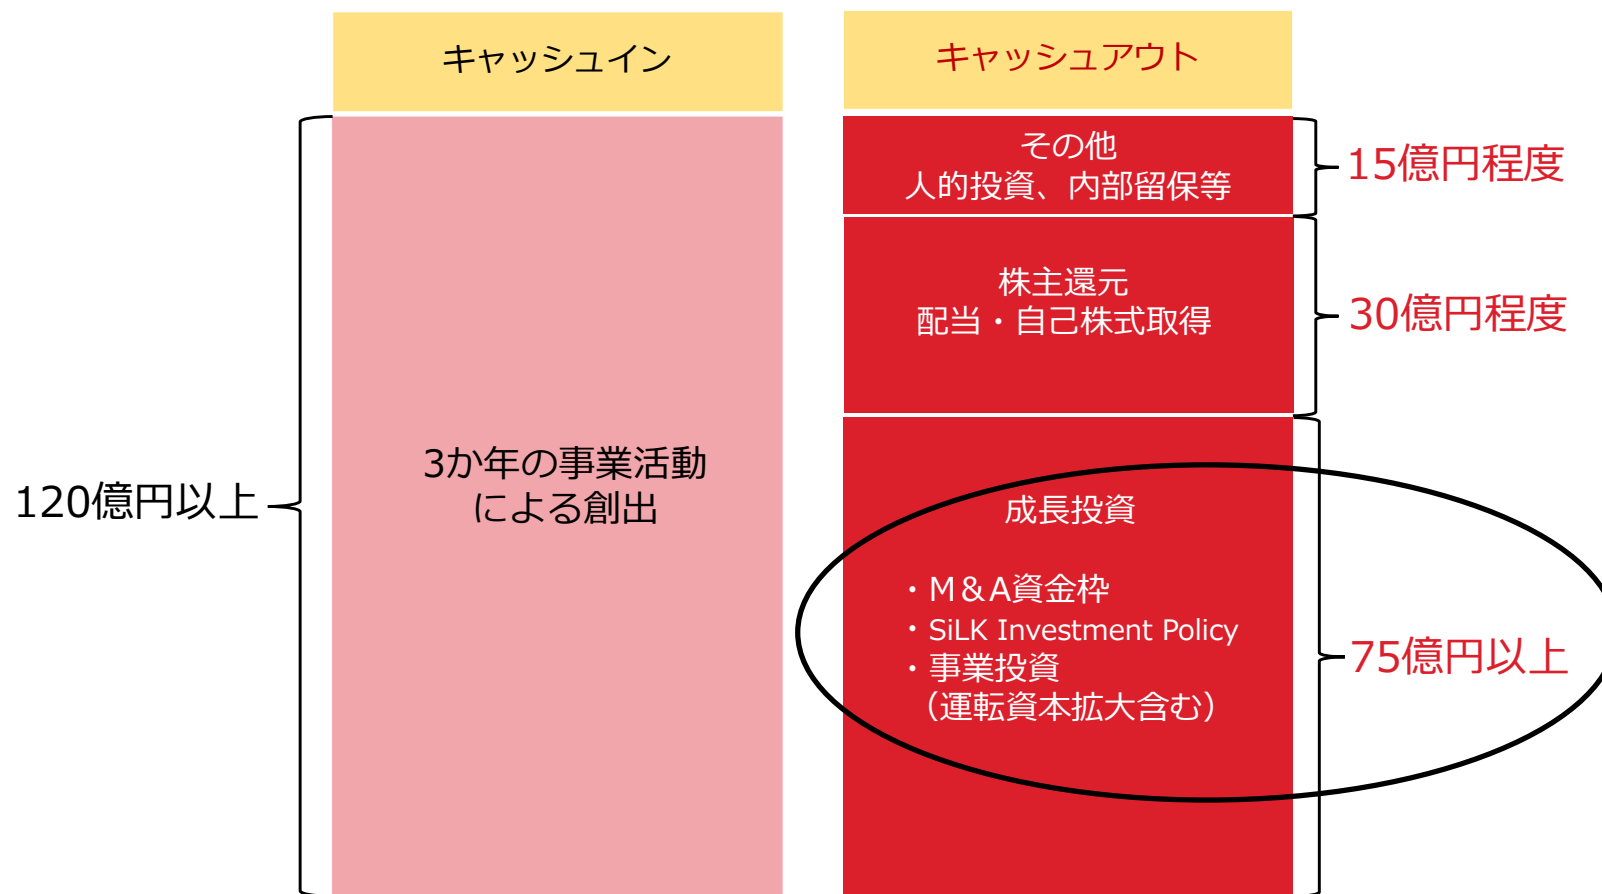 キャッシュイン
キャッシュアウト
120億円以上
3か年の事業活動
による創出
その他
人的投資、内部留保等
15億円程度
株主還元
配当・自己株式取得
30億円程度
成長投資
・M&A資金枠
・SiLK Investment Policy
・事業投資
（運転資本拡大含む）
75億円以上